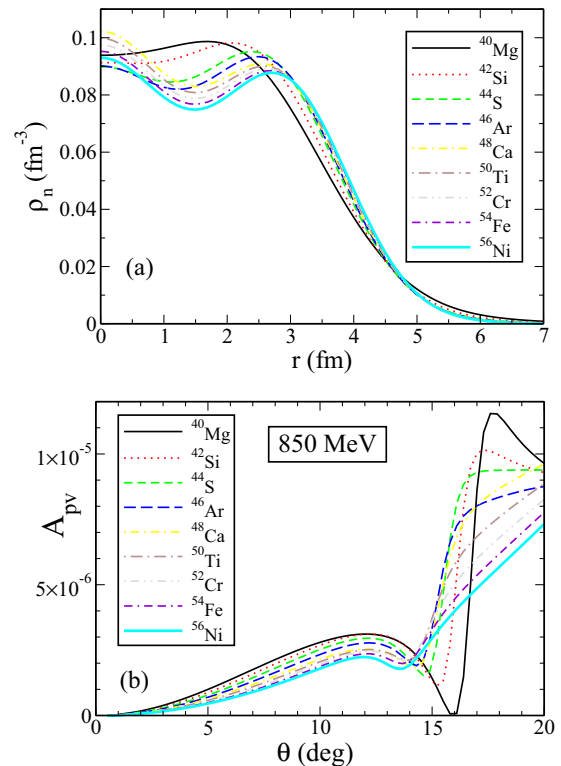 0.1
0.08
0.06
0.04
0.02
0
ρn (fm-3)
40Mg
42Si
44S
46Ar
48Ca
50Ti
52Cr
54Fe
56Ni
(a)
0 1 2 3 4 5 6 7
r (fm)
850 MeV
40Mg
42Si
44S
46Ar
48Ca
50Ti
52Cr
54Fe
56Ni
1×10-5
5×10-6
0
Apv
(b)
0 5 10 15 20
θ (deg)